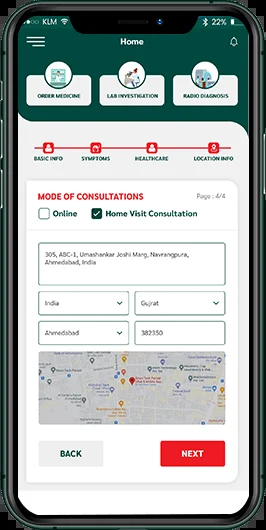 KLM
22%
Home
ORDER MEDICINE
LAB INVESTIGATION
RADIO DIAGNOSIS
BASIC INFO
SYMPTOMS
HEALTHCARE
LOCATION INFO
MODE OF CONSULTATIONS
Page : 4/4
Online
Home Visit Consultation
305, ABC-1, Umashankar Joshi Marg, Navrangpura,
Ahmedabad, India
India
Gujrat
Ahmedabad
382350
BACK
NEXT